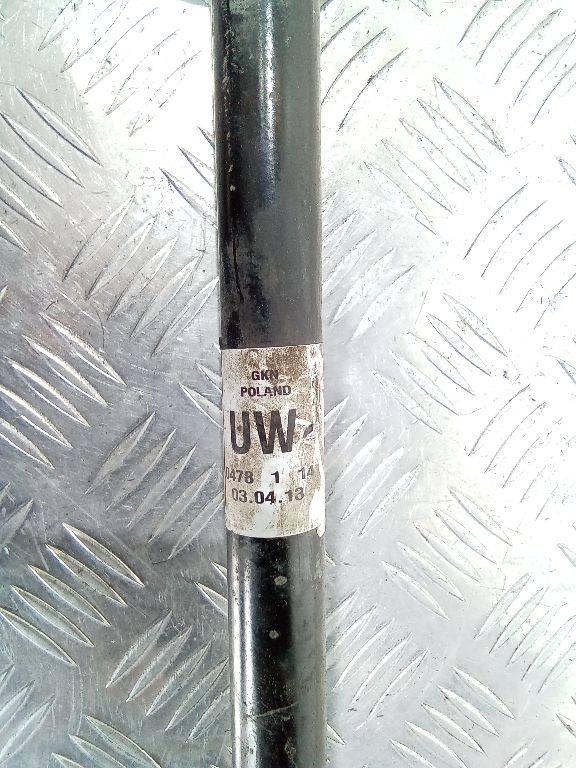 GKN
POLAND
UW
0478 1 14
03.04.13